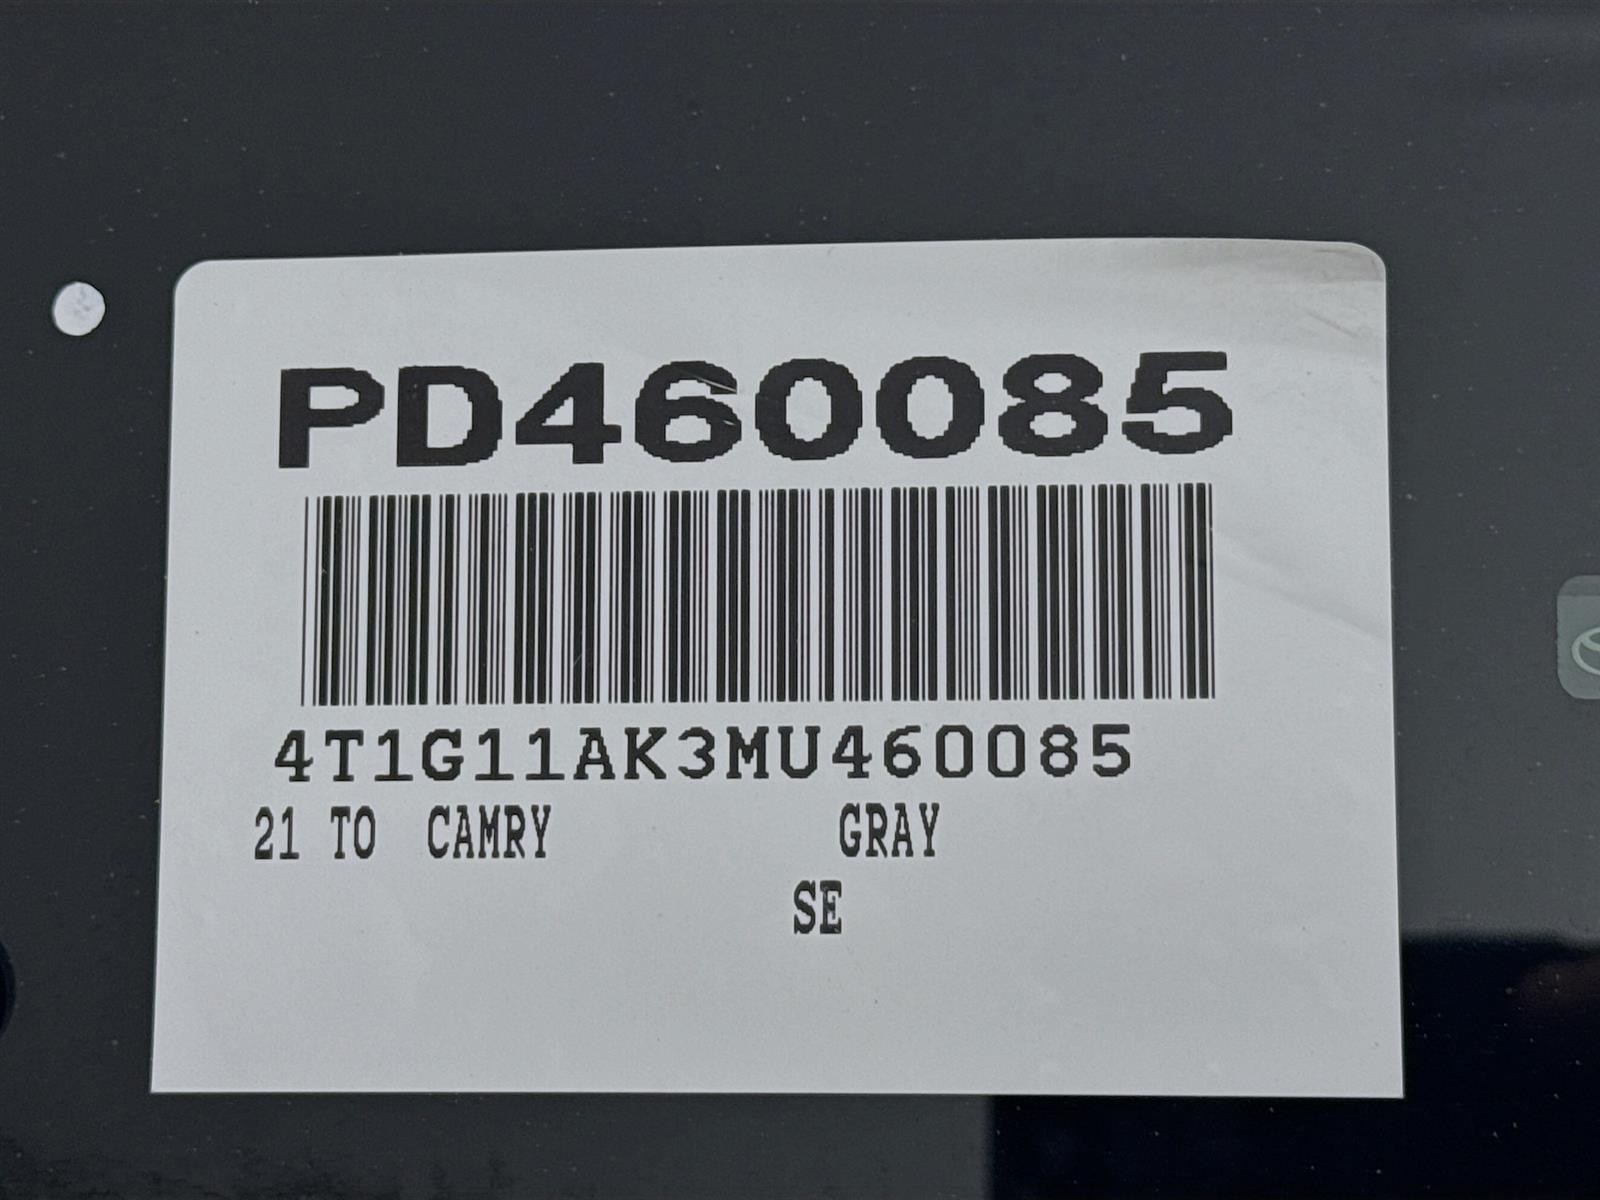 PD460085
4T1G11AK3MU460085
21 TO CAMRY GRAY
SE